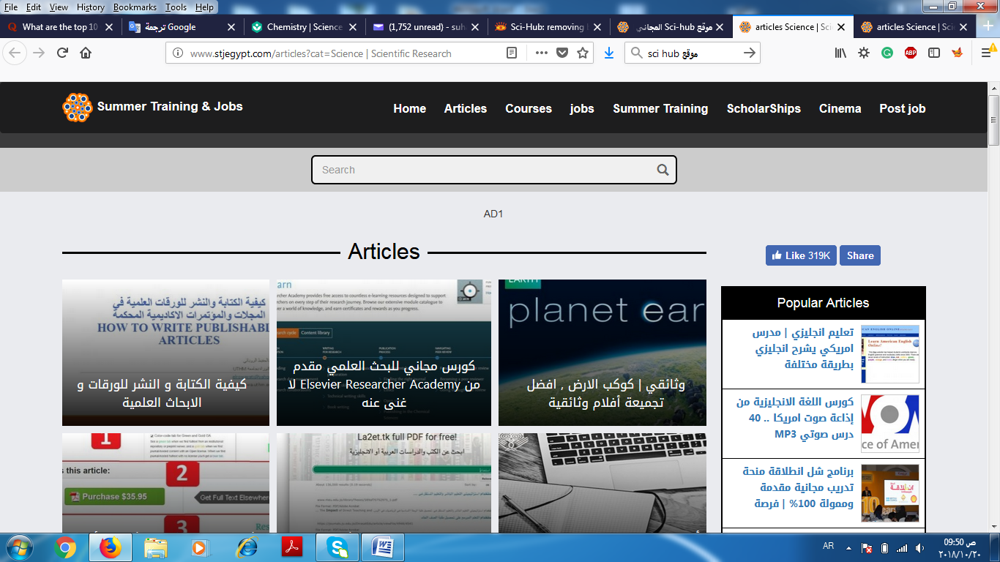 File Edit View History Bookmarks Tools Help
What are the top 10
ترجمة Google
Chemistry | Science
(1,752 unread) - suh
Sci-Hub: removing
موقع Sci-hub المجاني
articles Science | Sci
articles Science | Sci
www.stjegypt.com/articles?cat=Science | Scientific Research
موقع sci hub
ABP
Summer Training & Jobs
Home Articles Courses jobs Summer Training ScholarShips Cinema Post job
Search
AD1
Articles
Like 319K Share
كيفية الكتابة والنشر للورقات العلمية في
المجلات والمؤتمرات الاكاديمية المحكمة
HOW TO WRITE PUBLISHABL
ARTICLES
كيفية الكتابة و النشر للورقات و
الابحاث العلمية
arn
rcher Academy provides free access to countless e-learning resources designed to support
rchers on every step of their research journey. Browse our extensive module catalogue to
er a world of knowledge, and earn certificates and rewards as you progress.
Content library
كورس مجاني للبحث العلمي مقدم
من Elsevier Researcher Academy لا
غنى عنه
EARTH
planet ear
وثائقي | كوكب الارض , افضل
تجميعة أفلام وثائقية
1
s this article:
2
Purchase $35.95
Get Full Text Elsewhere
3
La2et.tk full PDF for free!
ابحث عن الكتب والدراسات العربية أو الانجليزية
Popular Articles
تعليم انجليزي | مدرس
امريكي يشرح انجليزي
بطريقة مختلفة
CAN ENGLISH ONLINE
Learn American English
Online!
كورس اللغة الانجليزية من
إذاعة صوت امريكا .. 40
درس صوتي MP3
ce of Amer
برنامج شل انطلاقة منحة
تدريب مجانية مقدمة
وممولة 100% | فرصة
انطلاقة
AR
09:50 ص
٢٠١٨/١٠/٢٠